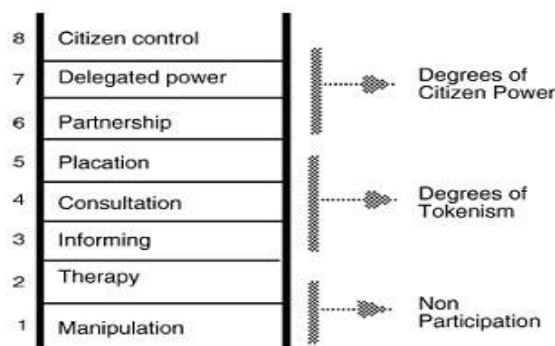 8 Citizen control
7 Delegated power
6 Partnership
5 Placation
4 Consultation
3 Informing
2 Therapy
1 Manipulation
Degrees of
Citizen Power
Degrees of
Tokenism
Non
Participation